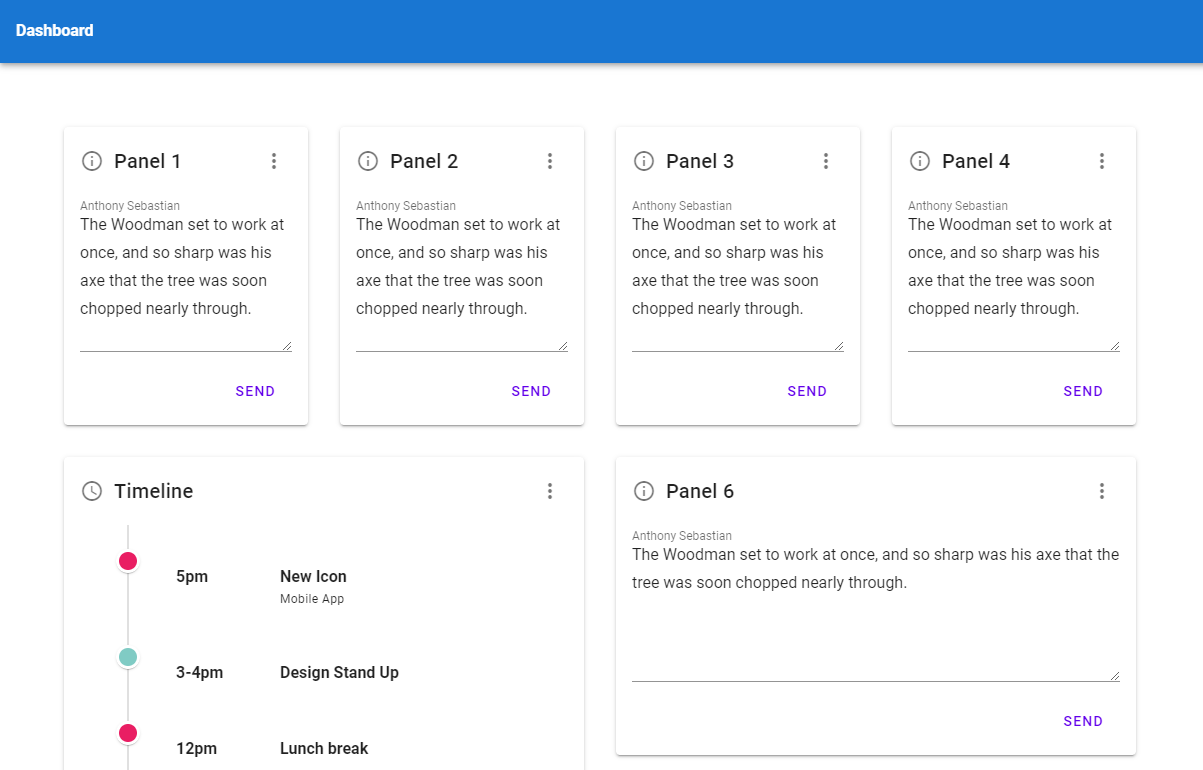 Dashboard
Panel 1
Anthony Sebastian
The Woodman set to work at
once, and so sharp was his
axe that the tree was soon
chopped nearly through.
SEND
Panel 2
Anthony Sebastian
The Woodman set to work at
once, and so sharp was his
axe that the tree was soon
chopped nearly through.
SEND
Panel 3
Anthony Sebastian
The Woodman set to work at
once, and so sharp was his
axe that the tree was soon
chopped nearly through.
SEND
Panel 4
Anthony Sebastian
The Woodman set to work at
once, and so sharp was his
axe that the tree was soon
chopped nearly through.
SEND
Timeline
5pm New Icon
Mobile App
3-4pm Design Stand Up
12pm Lunch break
Panel 6
Anthony Sebastian
The Woodman set to work at once, and so sharp was his axe that the
tree was soon chopped nearly through.
SEND